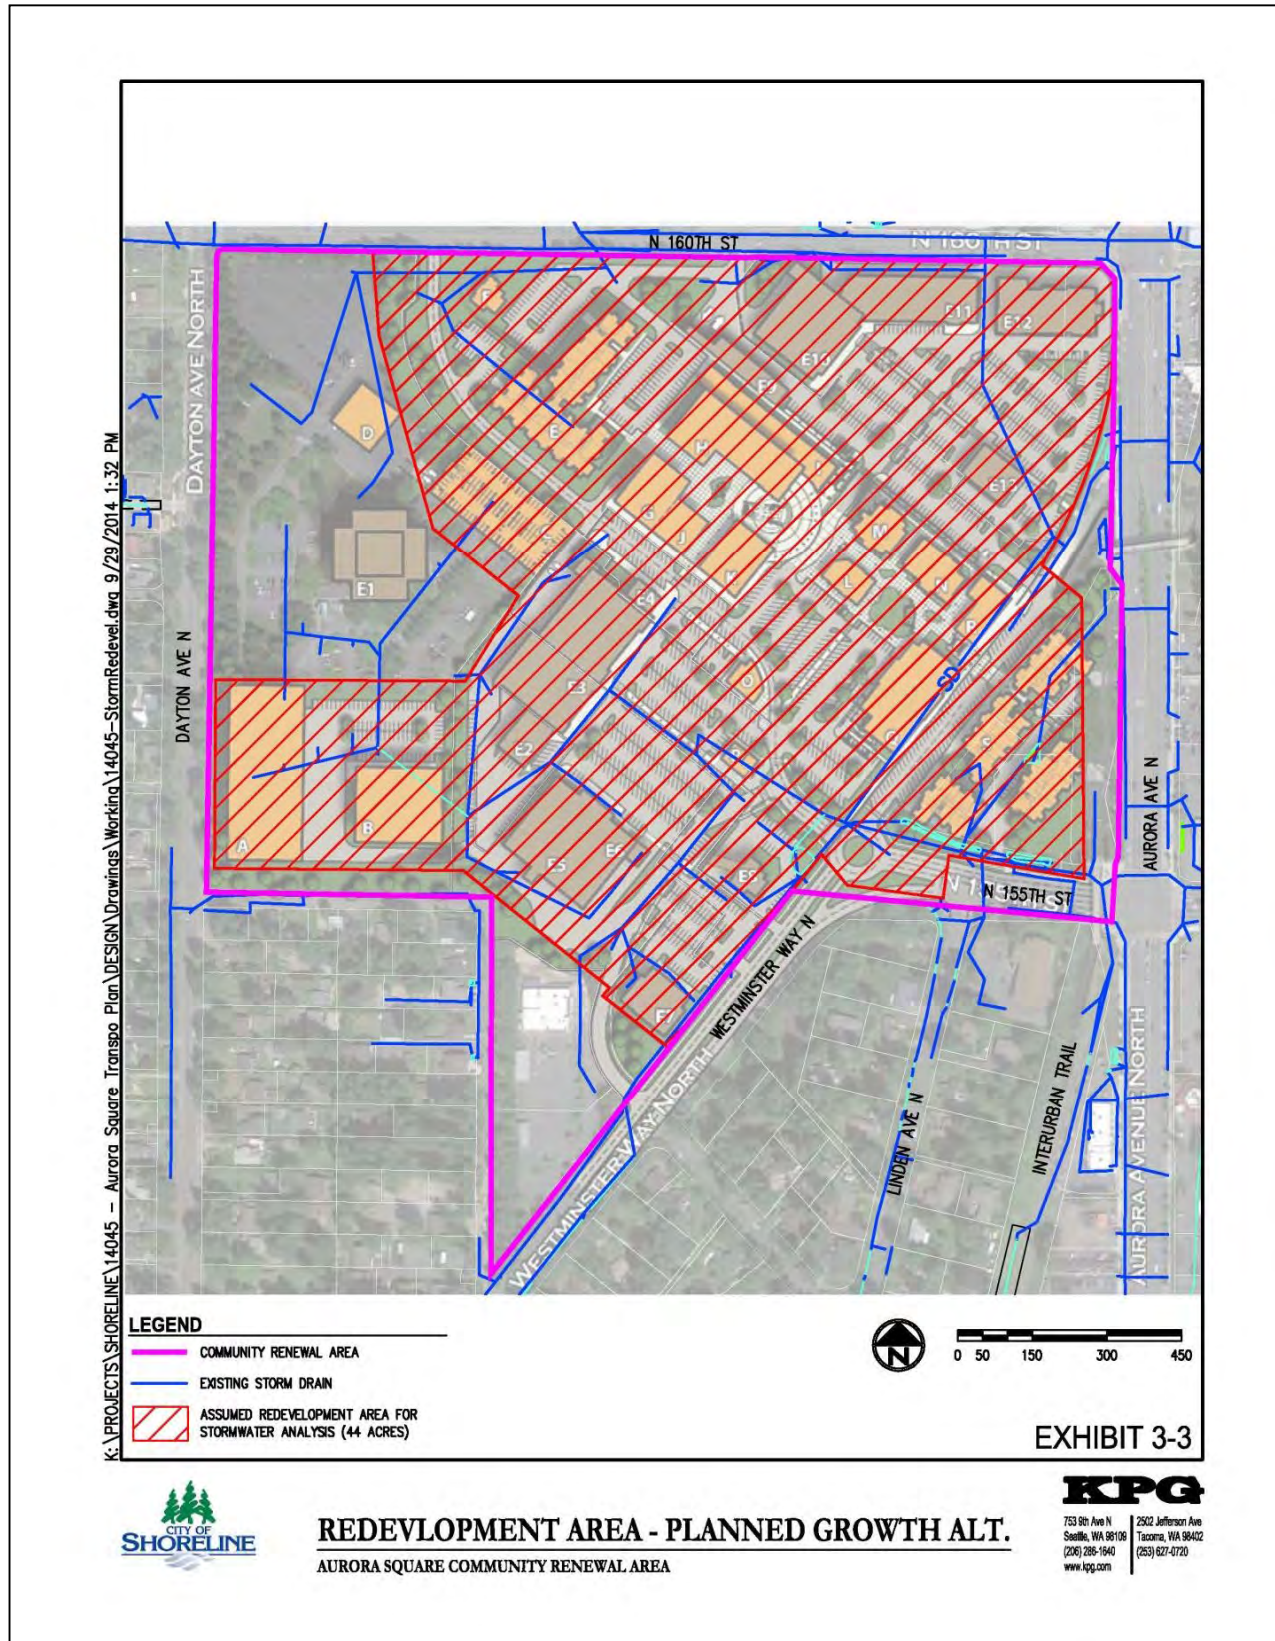 N 160TH ST
N 160TH ST
DAYTON AVE NORTH
E11
E12
E10
E9
F
E
D
H
I
G
J
K
E13
M
L
N
P
E1
E4
E3
E2
O
SD
Q
S
A
B
E5
E6
E8
E7
DAYTON AVE N
AURORA AVE N
N 155TH ST
WESTMINSTER WAY N
WESTMINSTER WAY NORTH
LINDEN AVE N
INTERURBAN TRAIL
AURORA AVENUE NORTH
K:\PROJECTS\SHORELINE\14045 - Aurora Square Transpo Plan\DESIGN\Drawings\Working\14045-StormRedevel.dwg 9/29/2014 1:32 PM
LEGEND
COMMUNITY RENEWAL AREA
EXISTING STORM DRAIN
ASSUMED REDEVELOPMENT AREA FOR
STORMWATER ANALYSIS (44 ACRES)
N
0 50 150 300 450
EXHIBIT 3-3
CITY OF
SHORELINE
REDEVLOPMENT AREA - PLANNED GROWTH ALT.
AURORA SQUARE COMMUNITY RENEWAL AREA
KPG
753 9th Ave N
Seattle, WA 98109
(206) 286-1640
www.kpg.com
2502 Jefferson Ave
Tacoma, WA 98402
(253) 627-0720